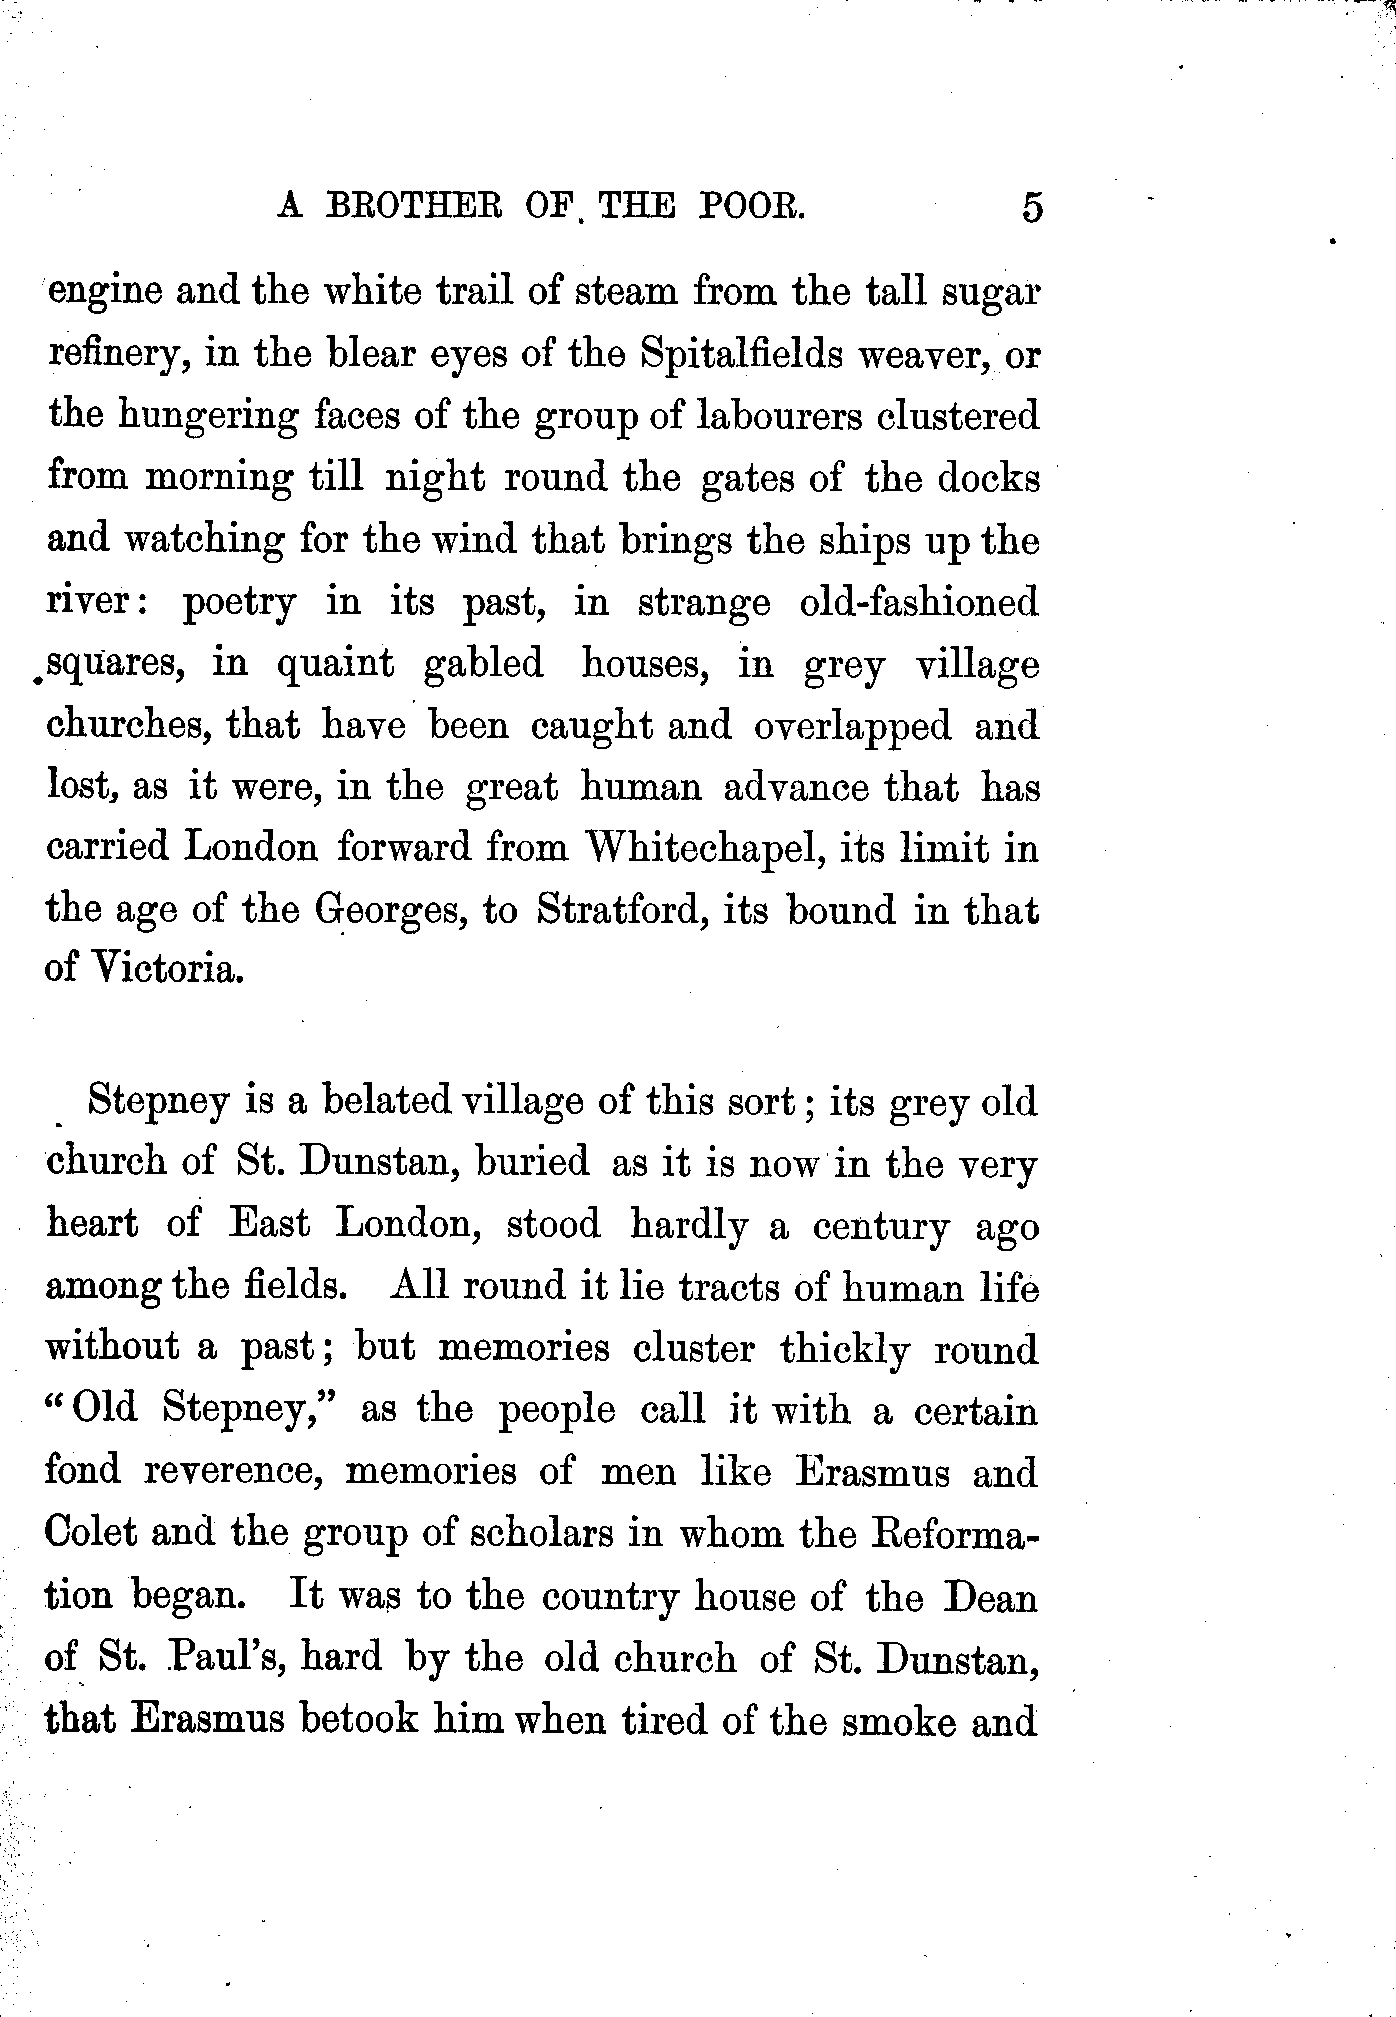 A BROTHER OF THE POOR. 5
engine and the white trail of steam from the tall sugar
refinery, in the blear eyes of the Spitalfields weaver, or
the hungering faces of the group of labourers clustered
from morning till night round the gates of the docks
and watching for the wind that brings the ships up the
river: poetry in its past, in strange old-fashioned
squares, in quaint gabled houses, in grey village
churches, that have been caught and overlapped and
lost, as it were, in the great human advance that has
carried London forward from Whitechapel, its limit in
the age of the Georges, to Stratford, its bound in that
of Victoria.
Stepney is a belated village of this sort; its grey old
church of St. Dunstan, buried as it is now in the very
heart of East London, stood hardly a century ago
among the fields. All round it lie tracts of human life
without a past; but memories cluster thickly round
"Old Stepney," as the people call it with a certain
fond reverence, memories of men like Erasmus and
Colet and the group of scholars in whom the Reforma-
tion began. It was to the country house of the Dean
of St. Paul's, hard by the old church of St. Dunstan,
that Erasmus betook him when tired of the smoke and